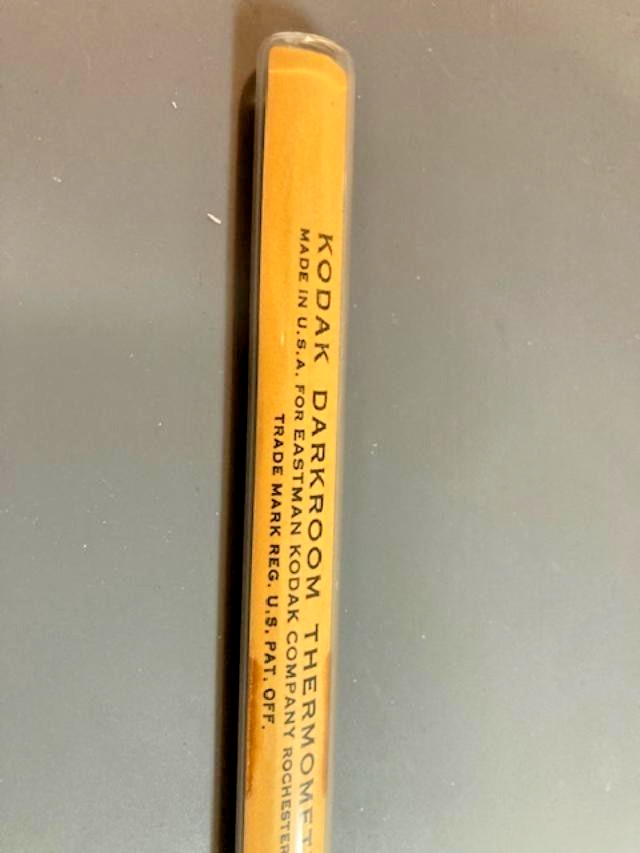 KODAK DARKROOM THERMOMET
MADE IN U.S.A. FOR EASTMAN KODAK COMPANY ROCHESTER
TRADE MARK REG. U.S. PAT. OFF.